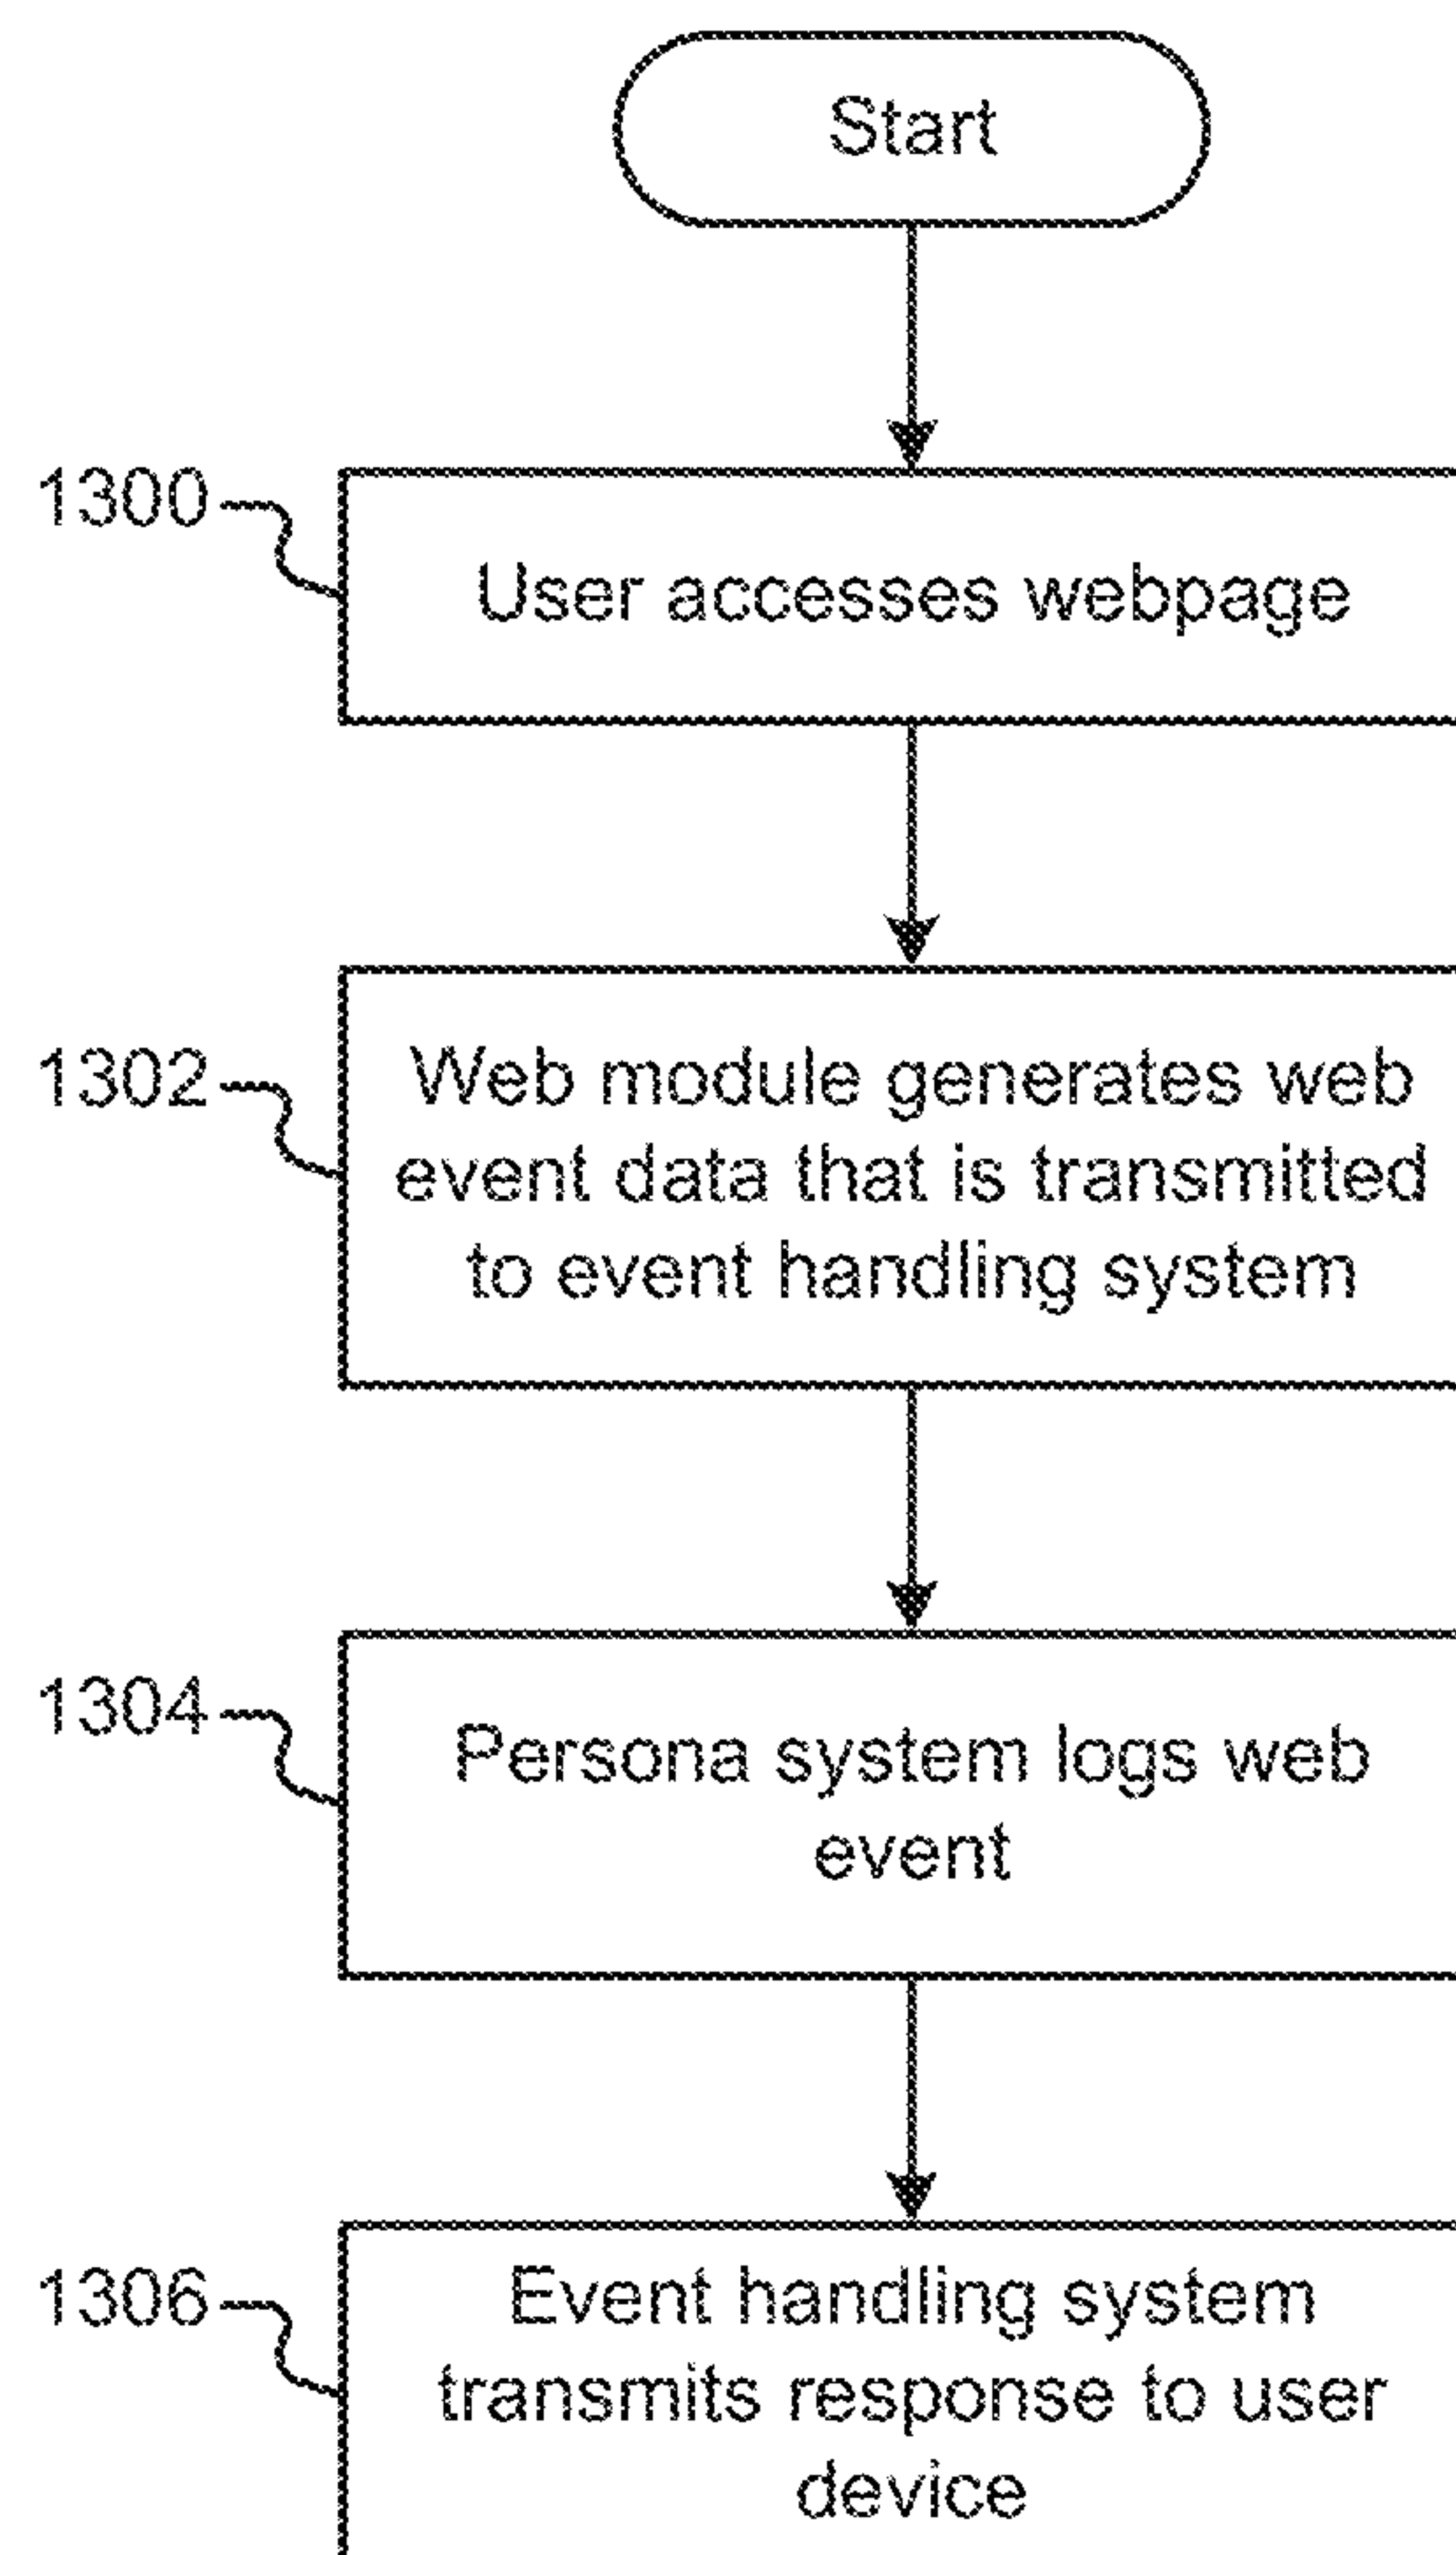 Start
1300
User accesses webpage
1302
Web module generates web
event data that is transmitted
to event handling system
1304
Persona system logs web
event
1306
Event handling system
transmits response to user
device